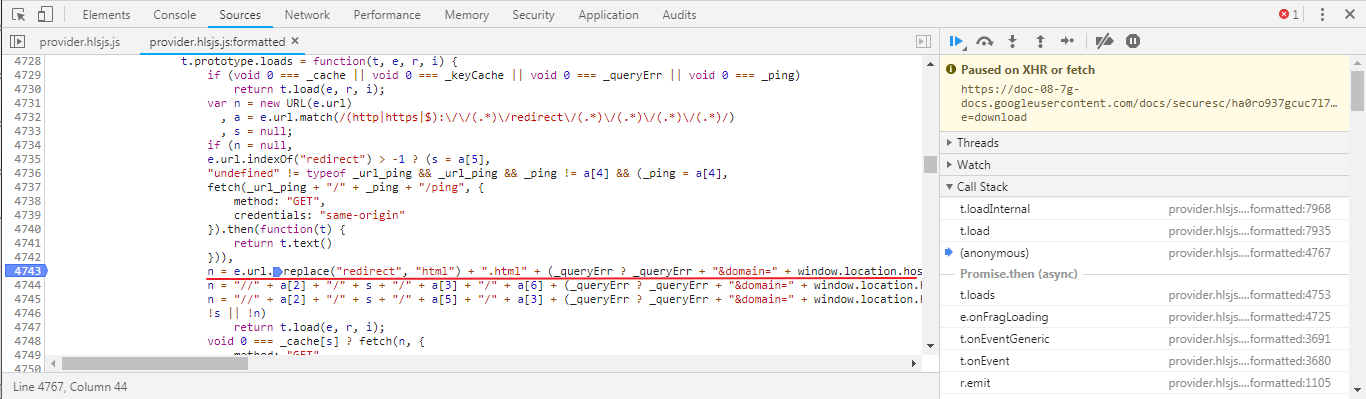 Elements Console Sources Network Performance Memory Security Application Audits 1
provider.hlsjs.js provider.hlsjs.js:formatted
4728 t.prototype.loads = function(t, e, r, i) {
4729 if (void 0 === _cache || void 0 === _keyCache || void 0 === _queryErr || void 0 === _ping)
4730 return t.load(e, r, i);
4731 var n = new URL(e.url)
4732 , a = e.url.match(/(http|https|$):\/\/(.*)\/redirect\/(.*)\/(.*)\/(.*)\/(.*)/)
4733 , s = null;
4734 if (n = null,
4735 e.url.indexOf("redirect") > -1 ? (s = a[5],
4736 "undefined" != typeof _url_ping && _url_ping && _ping != a[4] && (_ping = a[4],
4737 fetch(_url_ping + "/" + _ping + "/ping", {
4738 method: "GET",
4739 credentials: "same-origin"
4740 }).then(function(t) {
4741 return t.text()
4742 })),
4743 n = e.url.replace("redirect", "html") + ".html" + (_queryErr ? _queryErr + "&domain=" + window.location.hos
4744 n = "//" + a[2] + "/" + s + "/" + a[3] + "/" + a[6] + (_queryErr ? _queryErr + "&domain=" + window.location.h
4745 n = "//" + a[2] + "/" + s + "/" + a[5] + "/" + a[3] + (_queryErr ? _queryErr + "&domain=" + window.location.h
4746 !s || !n)
4747 return t.load(e, r, i);
4748 void 0 === _cache[s] ? fetch(n, {
4749 method: "GET"
4750
Line 4767, Column 44
Paused on XHR or fetch
https://doc-08-7g-
docs.googleusercontent.com/docs/securesc/ha0ro937gcuc7l7…
e=download
Threads
Watch
Call Stack
t.loadInternal provider.hlsjs.…formatted:7968
t.load provider.hlsjs.…formatted:7935
(anonymous) provider.hlsjs.…formatted:4767
Promise.then (async)
t.loads provider.hlsjs.…formatted:4753
e.onFragLoading provider.hlsjs.…formatted:4725
t.onEventGeneric provider.hlsjs.…formatted:3691
t.onEvent provider.hlsjs.…formatted:3680
r.emit provider.hlsjs.…formatted:1105